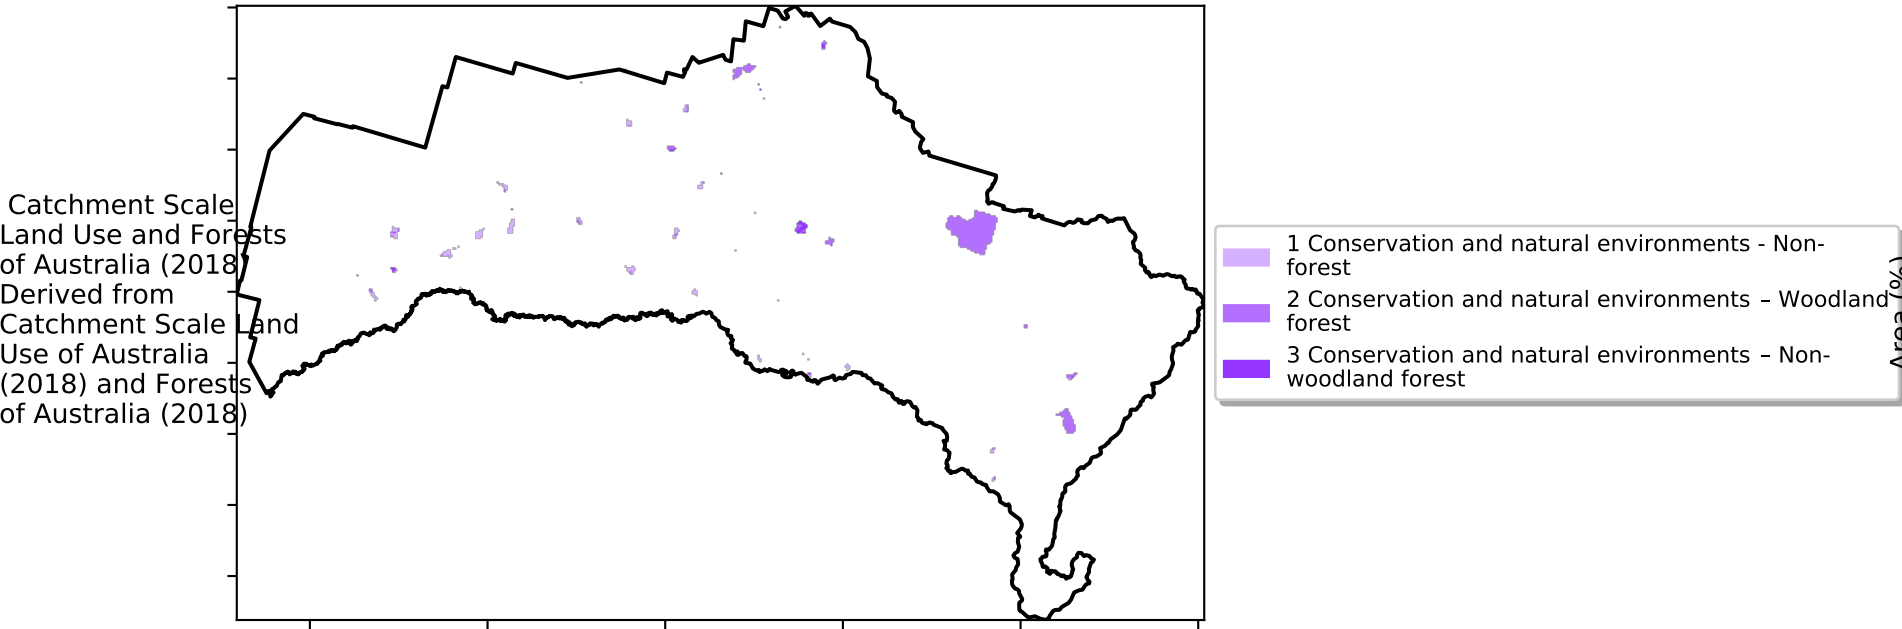 Catchment Scale
Land Use and Forests
of Australia (2018)
Derived from
Catchment Scale Land
Use of Australia
(2018) and Forests
of Australia (2018)
1 Conservation and natural environments - Non-
forest
2 Conservation and natural environments – Woodland
forest
3 Conservation and natural environments – Non-
woodland forest
Area (%)